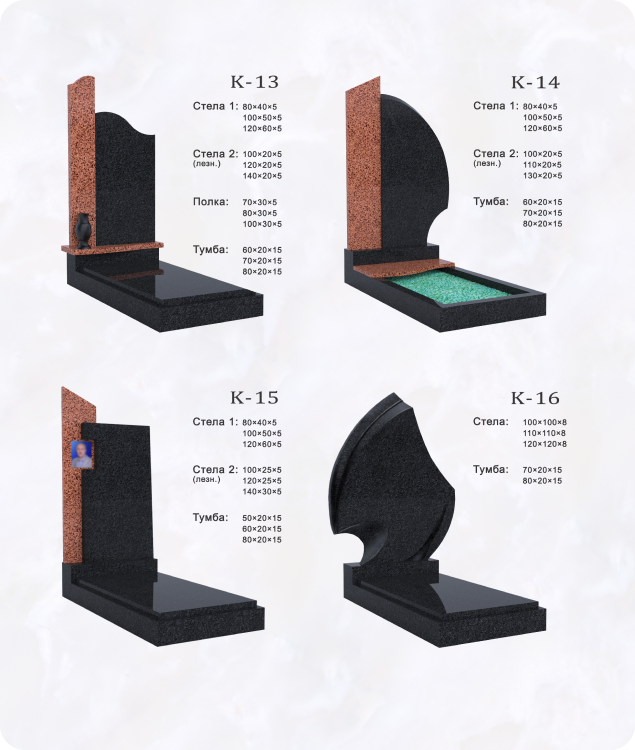 К-13
Стела 1: 80×40×5
100×50×5
120×60×5
Стела 2: 100×20×5
(лезн.) 120×20×5
140×20×5
Полка: 70×30×5
80×30×5
100×30×5
Тумба: 60×20×15
70×20×15
80×20×15
К-14
Стела 1: 80×40×5
100×50×5
120×60×5
Стела 2: 100×20×5
(лезн.) 110×20×5
130×20×5
Тумба: 60×20×15
70×20×15
80×20×15
К-15
Стела 1: 80×40×5
100×50×5
120×60×5
Стела 2: 100×25×5
(лезн.) 120×25×5
140×30×5
Тумба: 50×20×15
60×20×15
80×20×15
К-16
Стела: 100×100×8
110×110×8
120×120×8
Тумба: 70×20×15
80×20×15